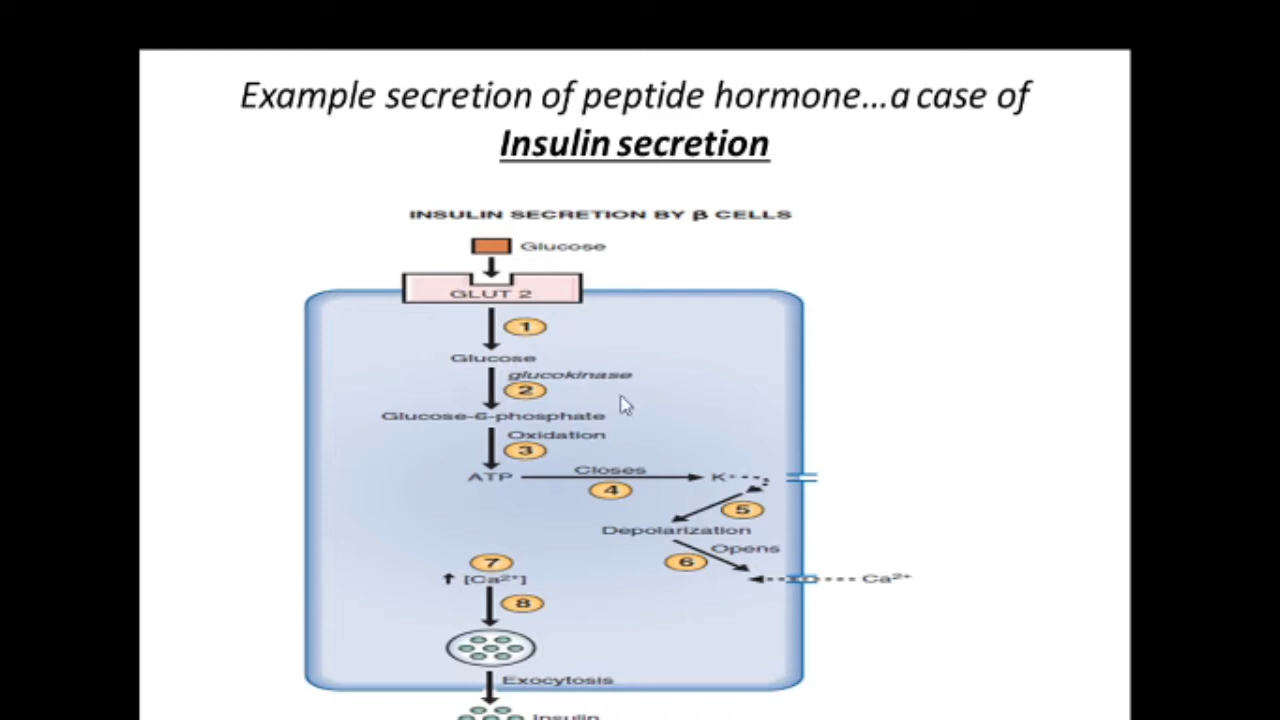 Example secretion of peptide hormone...a case of
Insulin secretion
INSULIN SECRETION BY β CELLS
Glucose
GLUT 2
1
Glucose
glucokinase
2
Glucose-6-phosphate
Oxidation
3
ATP
Closes
K+
4
5
Depolarization
Opens
6
7
↑ [Ca2+]
Ca2+
8
Exocytosis
Insulin